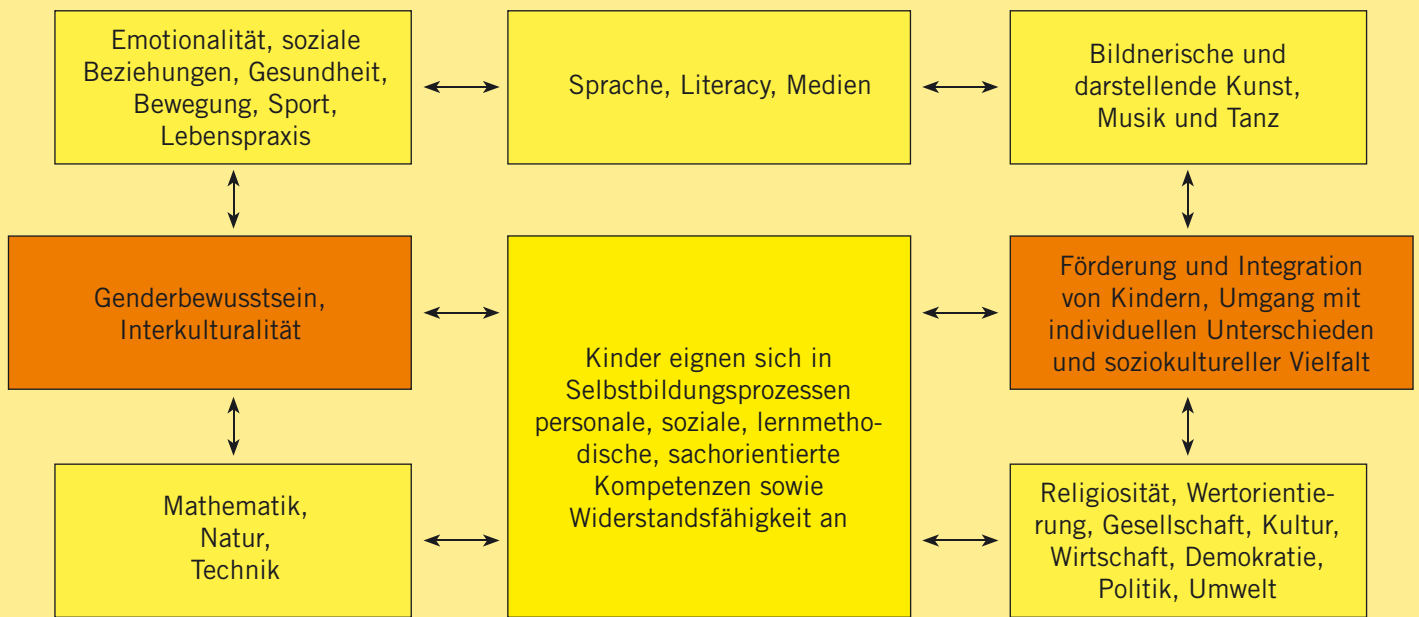 Emotionalität, soziale
Beziehungen, Gesundheit,
Bewegung, Sport,
Lebenspraxis
Sprache, Literacy, Medien
Bildnerische und
darstellende Kunst,
Musik und Tanz
Genderbewusstsein,
Interkulturalität
Kinder eignen sich in
Selbstbildungsprozessen
personale, soziale, lernmetho-
dische, sachorientierte
Kompetenzen sowie
Widerstandsfähigkeit an
Förderung und Integration
von Kindern, Umgang mit
individuellen Unterschieden
und soziokultureller Vielfalt
Mathematik,
Natur,
Technik
Religiosität, Wertorientie-
rung, Gesellschaft, Kultur,
Wirtschaft, Demokratie,
Politik, Umwelt